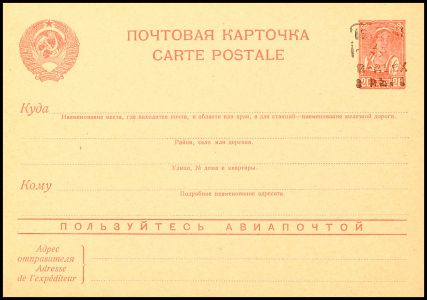 ПОЧТОВАЯ КАРТОЧКА
CARTE POSTALE
Куда
Наименование места, где находится почта, и области или края, а для станций—наименование железной дороги.
Район, село или деревня.
Улица, № дома и квартиры.
Кому
Подробное наименование адресата.
ПОЛЬЗУЙТЕСЬ АВИАПОЧТОЙ
Адрес
отправителя
Adresse
de l'expéditeur